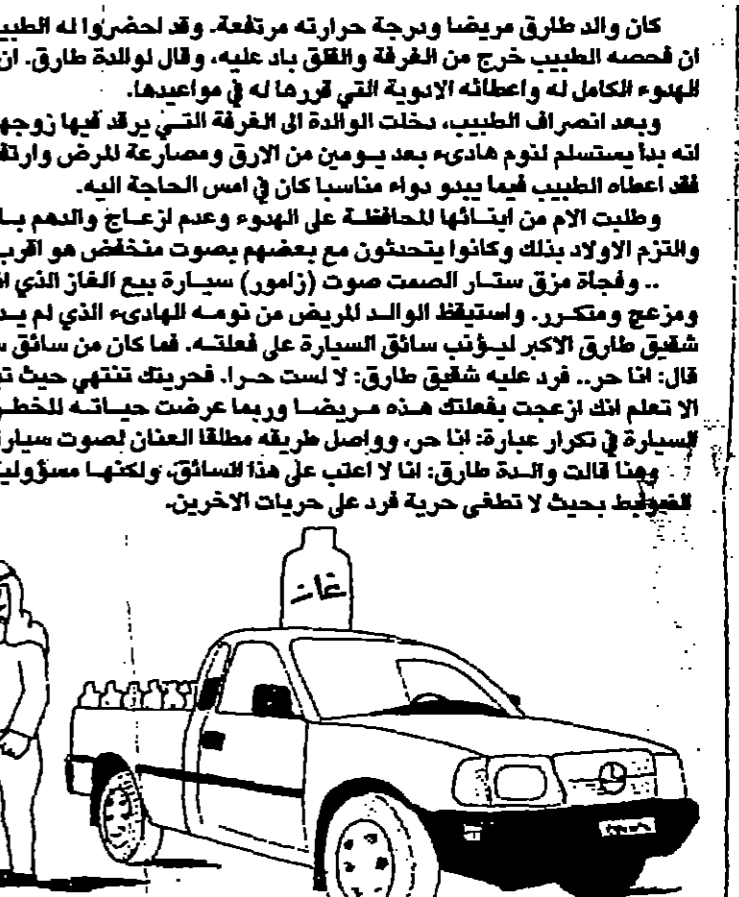 كان والد طارق مريضا ودرجة حرارته مرتفعة. وقد احضروا له الطبيب
ان فحصه الطبيب خرج من الغرفة والقلق باد عليه، وقال لوالدة طارق. ان
الهدوء الكامل له واعطائه الادوية التي قررها له في مواعيدها.
وبعد انصراف الطبيب، دخلت الوالدة الى الغرفة التي يرقد فيها زوجها
انه بدأ يستسلم لنوم هادىء بعد يومين من الارق ومصارعة المرض وارتفا
فقد اعطاه الطبيب فيما يبدو دواء مناسبا كان في امس الحاجة اليه.
وطلبت الام من ابنائها المحافظة على الهدوء وعدم ازعاج والدهم با
والتزم الاولاد بذلك وكانوا يتحدثون مع بعضهم بصوت منخفض هو اقرب
.. وفجأة مزق ستار الصمت صوت (زامور) سيارة بيع الغاز الذي
ومزعج ومتكرر. واستيقظ الوالد المريض من نومه الهادىء الذي لم يد
شقيق طارق الاكبر ليؤنب سائق السيارة على فعلته. فما كان من سائق
قال: انا حر.. فرد عليه شقيق طارق: لا لست حرا. فحريتك تنتهي حيث
الا تعلم انك ازعجت بفعلتك هذه مريضا وربما عرضت حياته للخطر
السيارة في تكرار عبارة: انا حر، وواصل طريقه مطلقا العنان لصوت سيارة
وهنا قالت والدة طارق: انا لا اعتب على هذا السائق، ولكنها مسؤولية
الضوابط بحيث لا تطغى حرية فرد على حريات الاخرين.
غاز